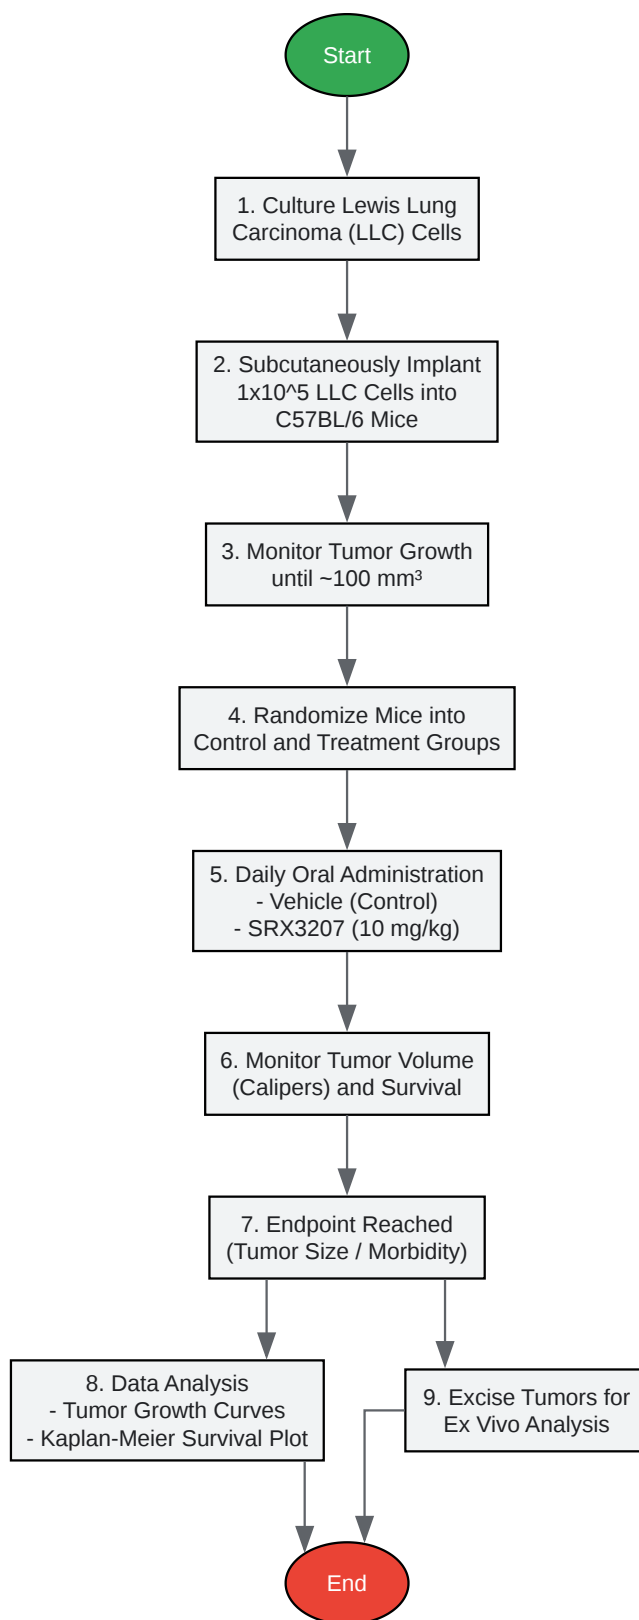 Start
1. Culture Lewis Lung
Carcinoma (LLC) Cells
2. Subcutaneously Implant
1x10^5 LLC Cells into
C57BL/6 Mice
3. Monitor Tumor Growth
until ~100 mm³
4. Randomize Mice into
Control and Treatment Groups
5. Daily Oral Administration
- Vehicle (Control)
- SRX3207 (10 mg/kg)
6. Monitor Tumor Volume
(Calipers) and Survival
7. Endpoint Reached
(Tumor Size / Morbidity)
8. Data Analysis
- Tumor Growth Curves
- Kaplan-Meier Survival Plot
9. Excise Tumors for
Ex Vivo Analysis
End